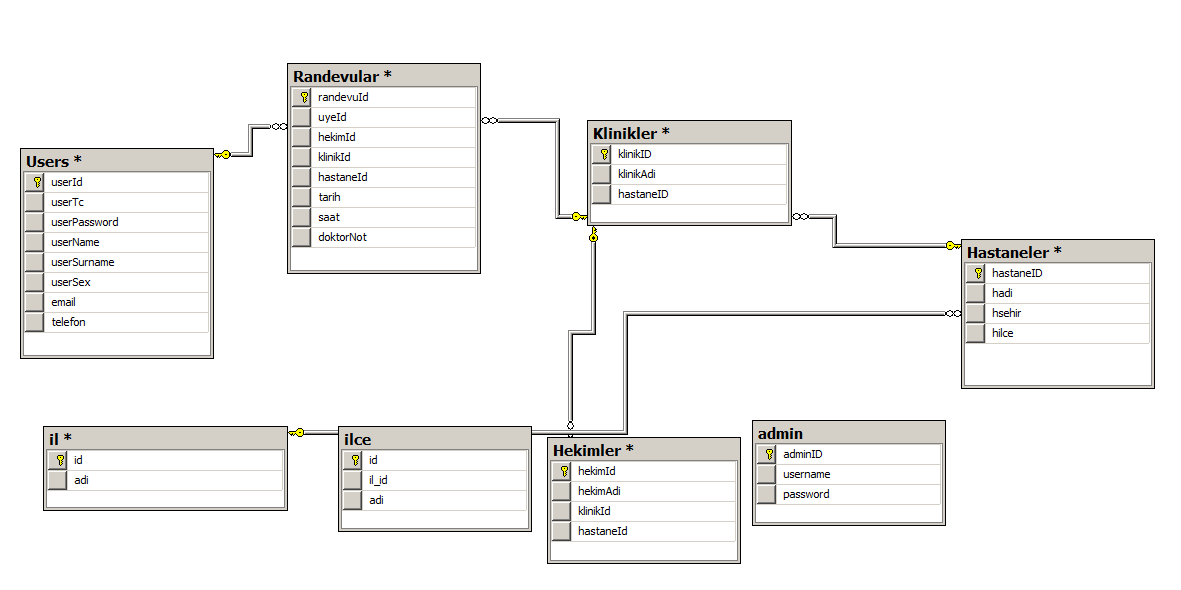 Randevular *
randevuId
uyeId
hekimId
klinikId
hastaneId
tarih
saat
doktorNot
Users *
userId
userTc
userPassword
userName
userSurname
userSex
email
telefon
Klinikler *
klinikID
klinikAdi
hastaneID
Hastaneler *
hastaneID
hadi
hsehir
hilce
il *
id
adi
ilce
id
il_id
adi
Hekimler *
hekimId
hekimAdi
klinikId
hastaneId
admin
adminID
username
password